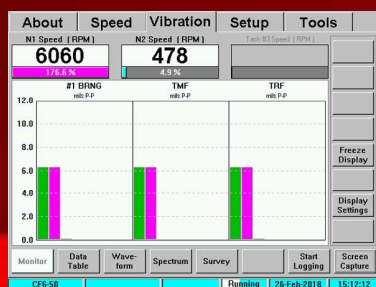 About Speed Vibration Setup Tools
N1 Speed [ RPM ] N2 Speed [ RPM ] Tach #3 Speed [ RPM ]
6060 478
176.6 % 4.9 %
#1 BRNG TMF TRF
mils P-P mils P-P mils P-P
12.0
10.0
8.0
6.0
4.0
2.0
0.0
Freeze
Display
Display
Settings
Monitor Data Table Wave-form Spectrum Survey Start Logging Screen Capture
CF6-50 Running 26-Feb-2018 15:12:12